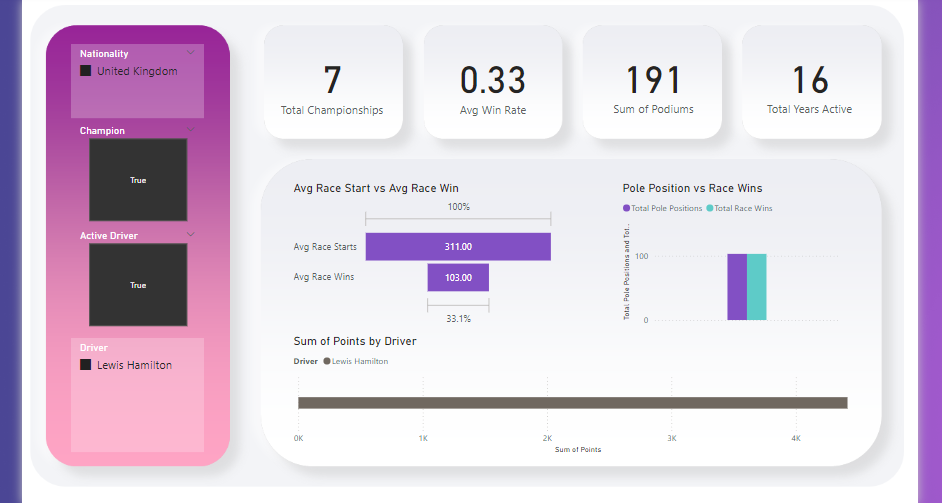 Nationality
United Kingdom
Champion
True
Active Driver
True
Driver
Lewis Hamilton
7
Total Championships
0.33
Avg Win Rate
191
Sum of Podiums
16
Total Years Active
Avg Race Start vs Avg Race Win
100%
Avg Race Starts
311.00
Avg Race Wins
103.00
33.1%
Pole Position vs Race Wins
Total Pole Positions Total Race Wins
Total Pole Positions and Tot...
100
0
Sum of Points by Driver
Driver Lewis Hamilton
0K 1K 2K 3K 4K
Sum of Points